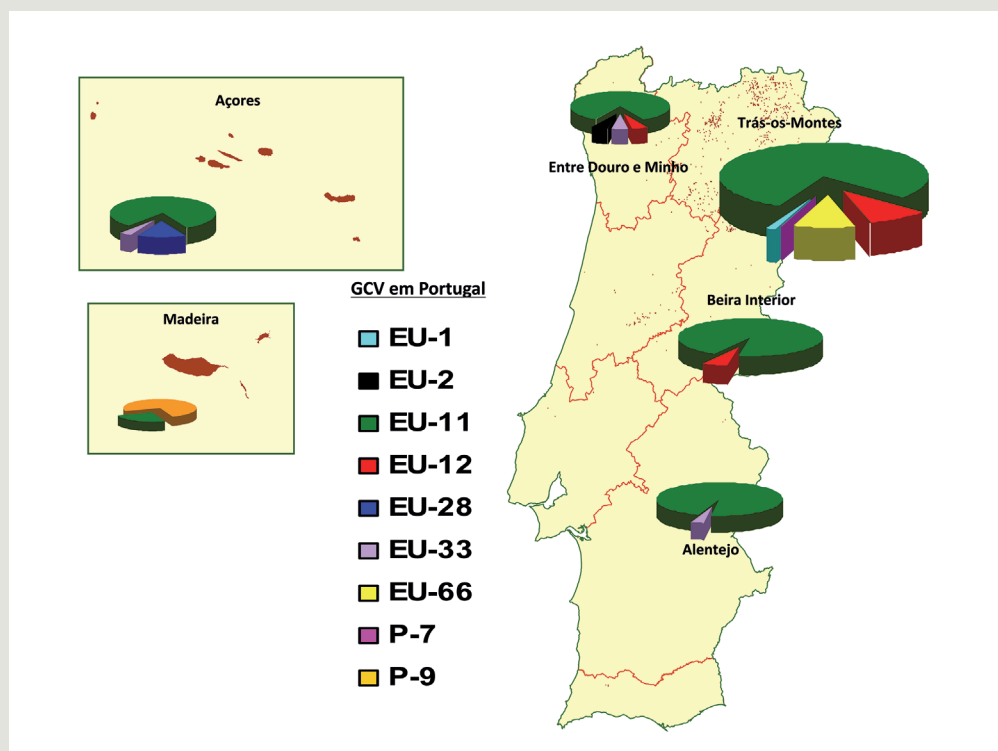 Açores
Trás-os-Montes
Entre Douro e Minho
GCV em Portugal
Beira Interior
Madeira
EU-1
EU-2
EU-11
EU-12
EU-28
EU-33
EU-66
P-7
P-9
Alentejo